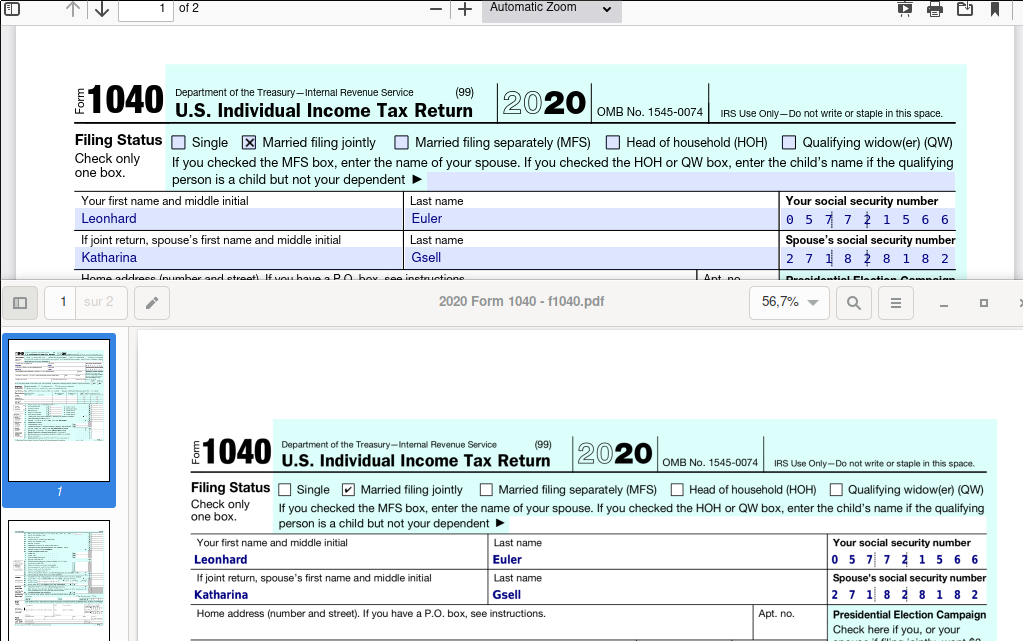 1 of 2 Automatic Zoom
Form 1040 Department of the Treasury—Internal Revenue Service (99)
U.S. Individual Income Tax Return 2020 OMB No. 1545-0074 IRS Use Only—Do not write or staple in this space.
Filing Status Single Married filing jointly Married filing separately (MFS) Head of household (HOH) Qualifying widow(er) (QW)
Check only one box.
If you checked the MFS box, enter the name of your spouse. If you checked the HOH or QW box, enter the child's name if the qualifying
person is a child but not your dependent ▶
Your first name and middle initial Last name Your social security number
Leonhard Euler 0 5 7 7 2 1 5 6 6
If joint return, spouse's first name and middle initial Last name Spouse's social security number
Katharina Gsell 2 7 1 8 2 8 1 8 2
Home address (number and street). If you have a P.O. box, see instructions. Apt. no. Presidential Election Campaign
1 sur 2 2020 Form 1040 - f1040.pdf 56,7%
1
Form 1040 Department of the Treasury—Internal Revenue Service (99)
U.S. Individual Income Tax Return 2020 OMB No. 1545-0074 IRS Use Only—Do not write or staple in this space.
Filing Status Single Married filing jointly Married filing separately (MFS) Head of household (HOH) Qualifying widow(er) (QW)
Check only one box.
If you checked the MFS box, enter the name of your spouse. If you checked the HOH or QW box, enter the child's name if the qualifying
person is a child but not your dependent ▶
Your first name and middle initial Last name Your social security number
Leonhard Euler 0 5 7 7 2 1 5 6 6
If joint return, spouse's first name and middle initial Last name Spouse's social security number
Katharina Gsell 2 7 1 8 2 8 1 8 2
Home address (number and street). If you have a P.O. box, see instructions. Apt. no. Presidential Election Campaign
Check here if you, or your